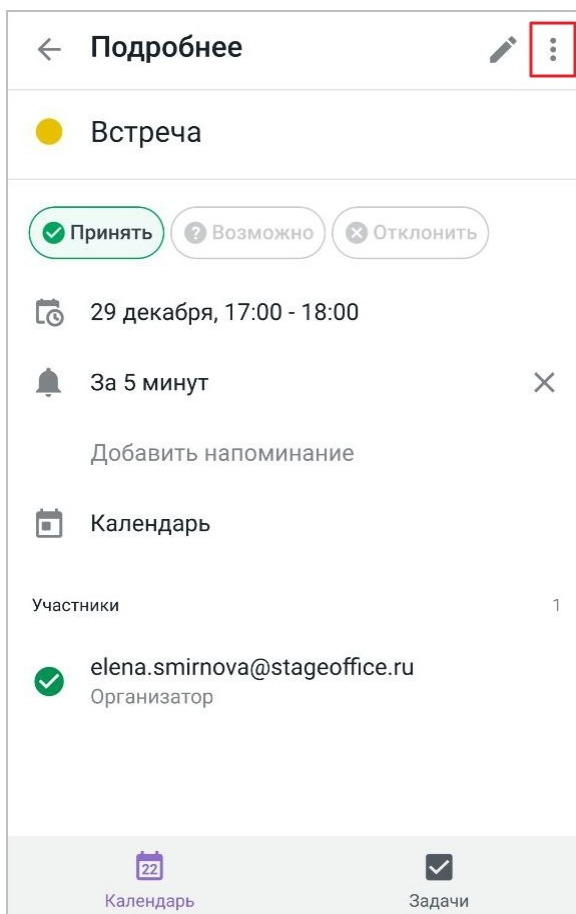 Подробнее
Встреча
Принять Возможно Отклонить
29 декабря, 17:00 - 18:00
За 5 минут
Добавить напоминание
Календарь
Участники 1
elena.smirnova@stageoffice.ru
Организатор
22
Календарь Задачи